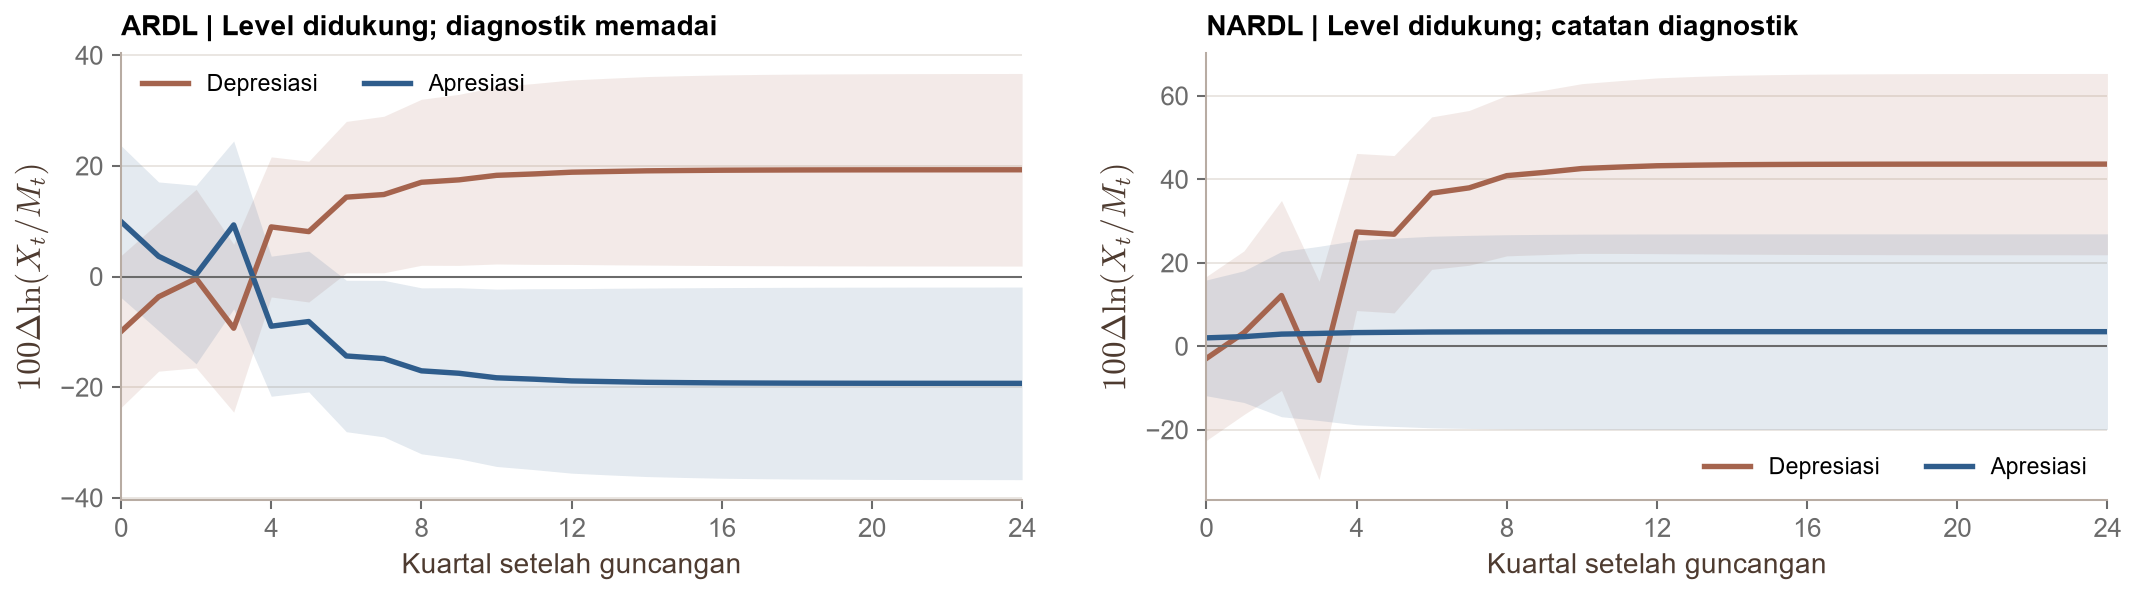 ARDL | Level didukung; diagnostik memadai
Depresiasi
Apresiasi
40
20
0
−20
−40
100Δln(X_t/M_t)
0 4 8 12 16 20 24
Kuartal setelah guncangan
NARDL | Level didukung; catatan diagnostik
60
40
20
0
−20
100Δln(X_t/M_t)
Depresiasi
Apresiasi
0 4 8 12 16 20 24
Kuartal setelah guncangan